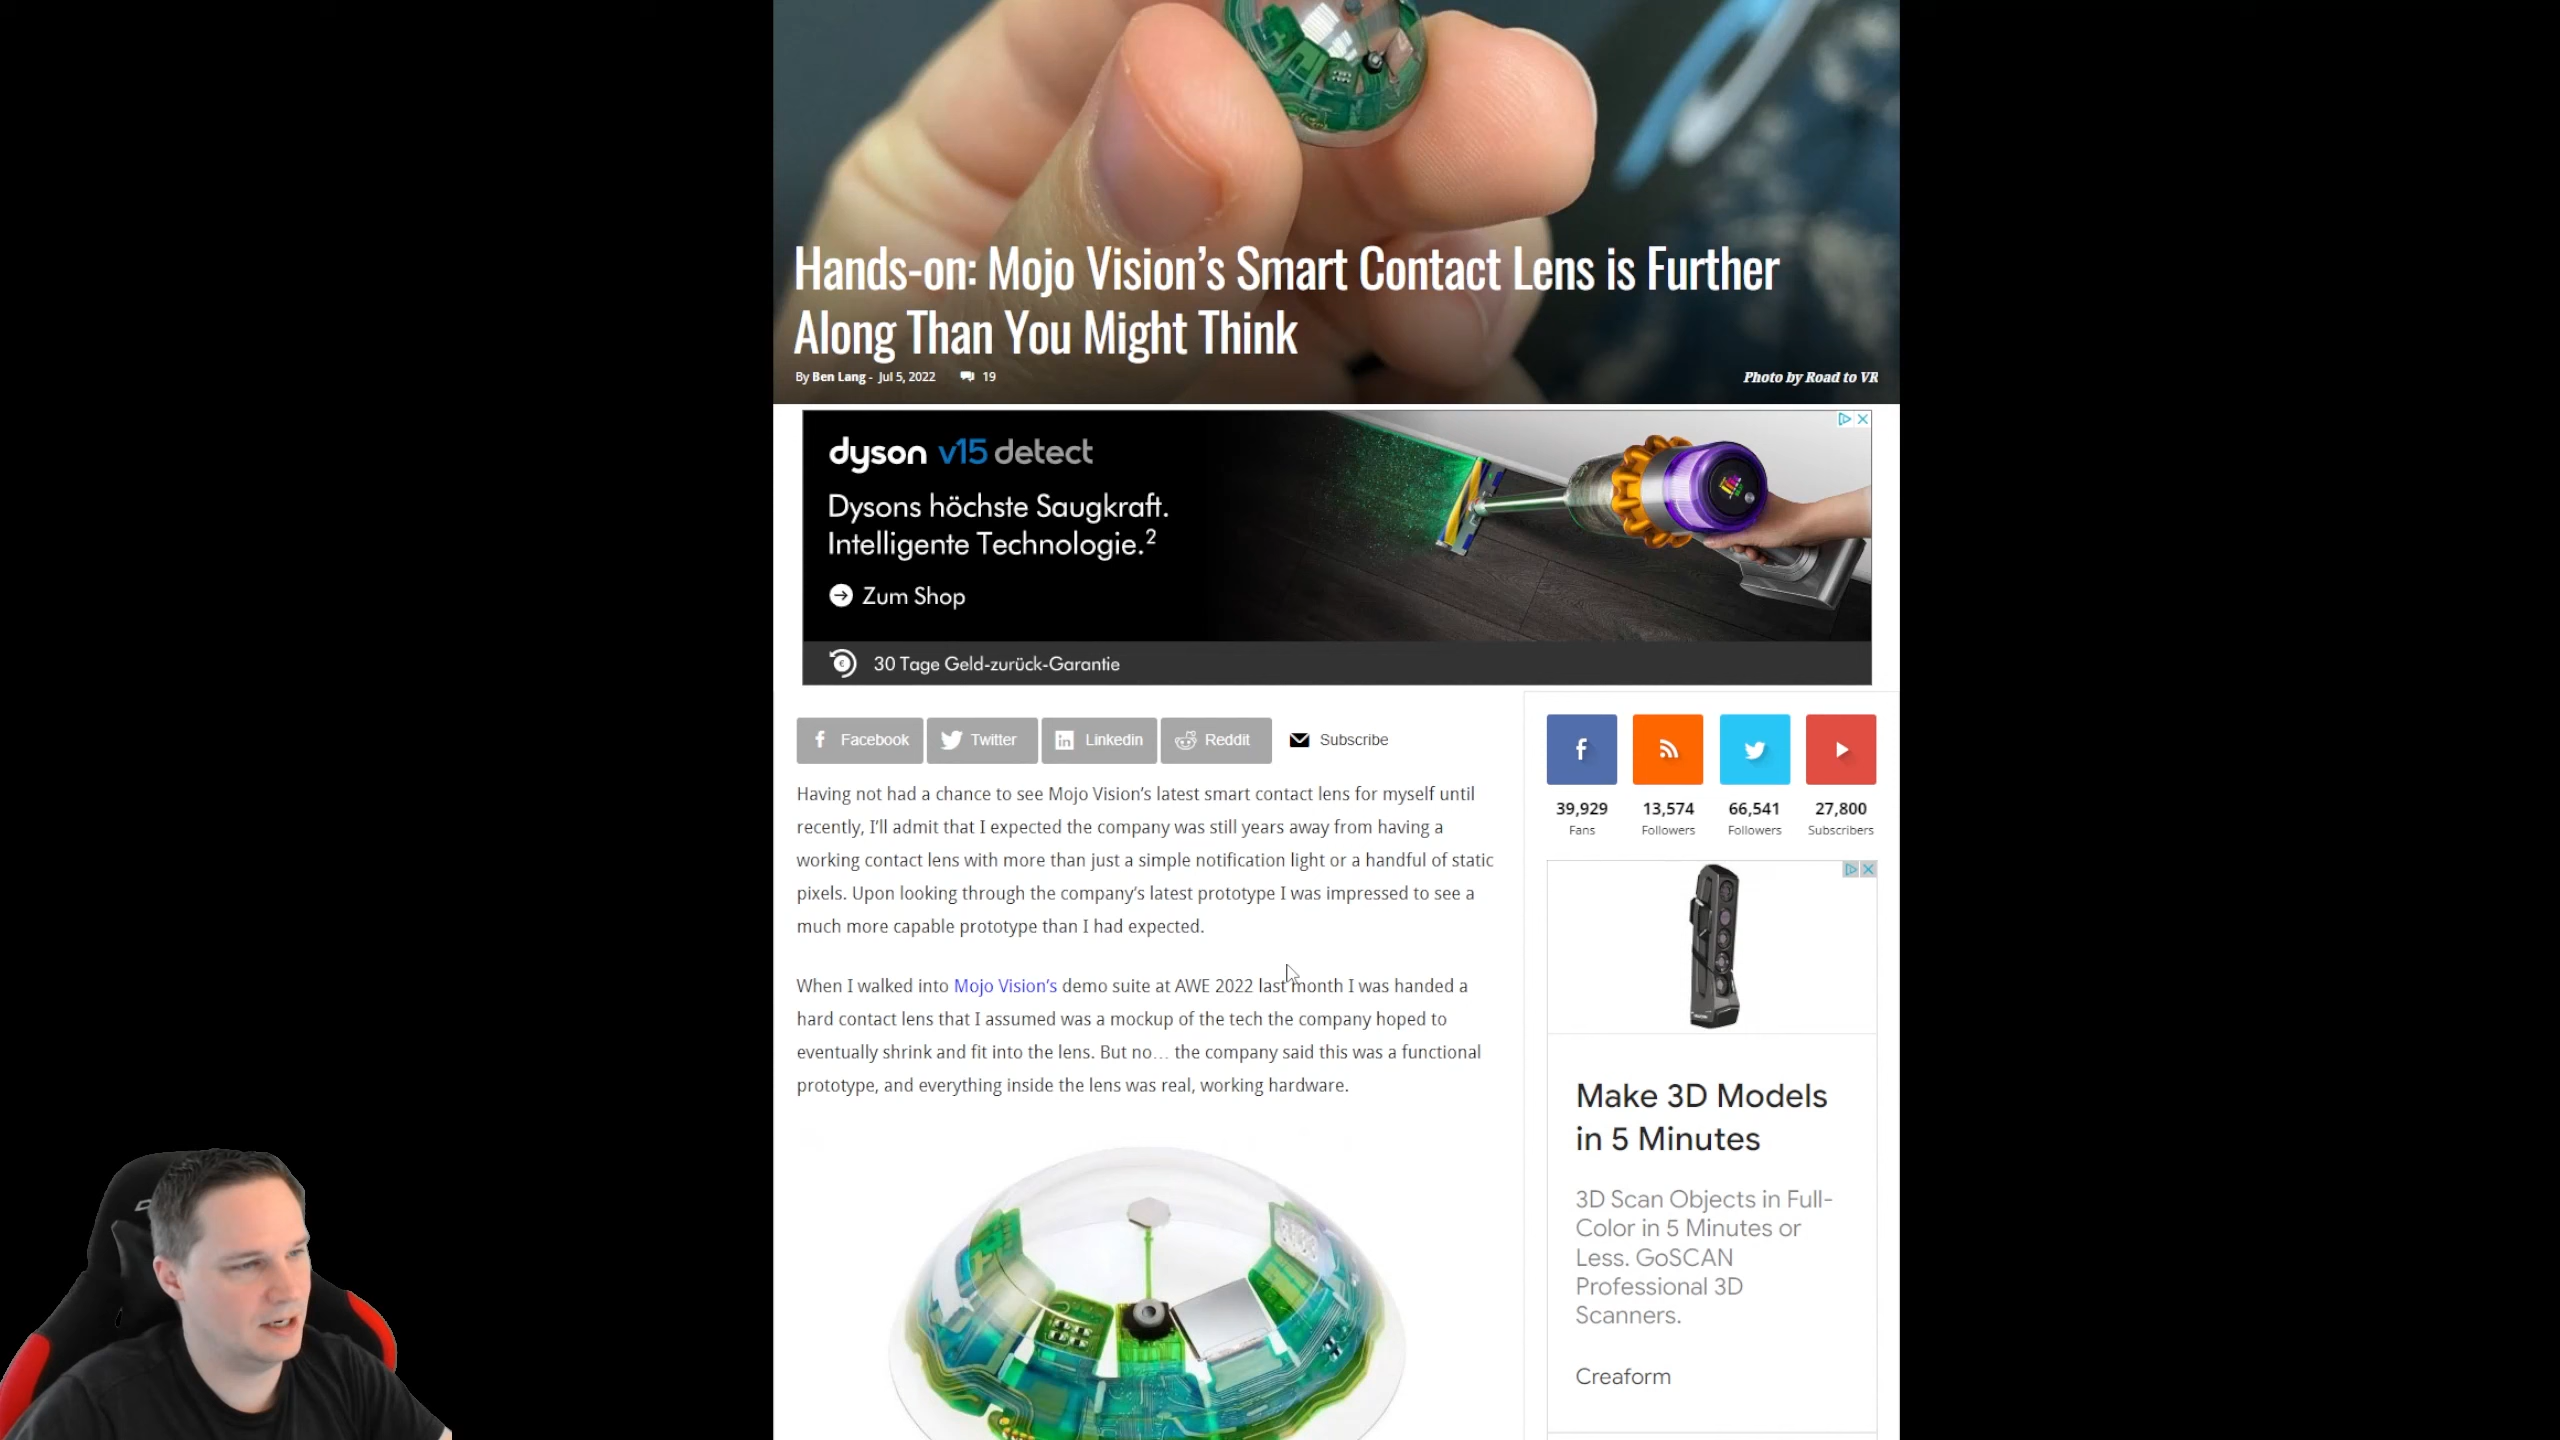 Hands-on: Mojo Vision’s Smart Contact Lens is Further
Along Than You Might Think
By Ben Lang - Jul 5, 2022 19
Photo by Road to VR
dyson v15 detect
Dysons höchste Saugkraft.
Intelligente Technologie.²
Zum Shop
30 Tage Geld-zurück-Garantie
Facebook
Twitter
Linkedin
Reddit
Subscribe
Having not had a chance to see Mojo Vision’s latest smart contact lens for myself until
recently, I’ll admit that I expected the company was still years away from having a
working contact lens with more than just a simple notification light or a handful of static
pixels. Upon looking through the company’s latest prototype I was impressed to see a
much more capable prototype than I had expected.
When I walked into Mojo Vision’s demo suite at AWE 2022 last month I was handed a
hard contact lens that I assumed was a mockup of the tech the company hoped to
eventually shrink and fit into the lens. But no… the company said this was a functional
prototype, and everything inside the lens was real, working hardware.
39,929
Fans
13,574
Followers
66,541
Followers
27,800
Subscribers
Make 3D Models
in 5 Minutes
3D Scan Objects in Full-
Color in 5 Minutes or
Less. GoSCAN
Professional 3D
Scanners.
Creaform